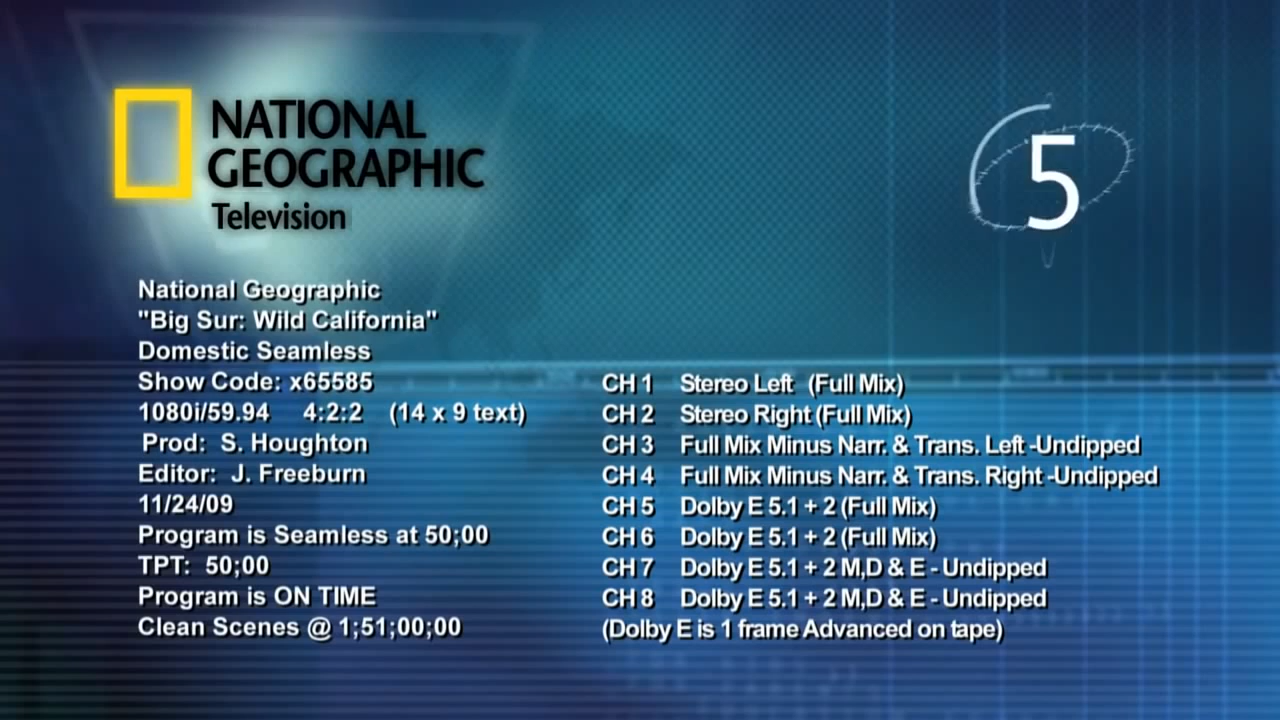 NATIONAL
GEOGRAPHIC
Television
5
National Geographic
"Big Sur: Wild California"
Domestic Seamless
Show Code: x65585
1080i/59.94 4:2:2 (14 x 9 text)
Prod: S. Houghton
Editor: J. Freeburn
11/24/09
Program is Seamless at 50;00
TPT: 50;00
Program is ON TIME
Clean Scenes @ 1;51;00;00
CH 1 Stereo Left (Full Mix)
CH 2 Stereo Right (Full Mix)
CH 3 Full Mix Minus Narr. & Trans. Left -Undipped
CH 4 Full Mix Minus Narr. & Trans. Right -Undipped
CH 5 Dolby E 5.1 + 2 (Full Mix)
CH 6 Dolby E 5.1 + 2 (Full Mix)
CH 7 Dolby E 5.1 + 2 M,D & E - Undipped
CH 8 Dolby E 5.1 + 2 M,D & E - Undipped
(Dolby E is 1 frame Advanced on tape)